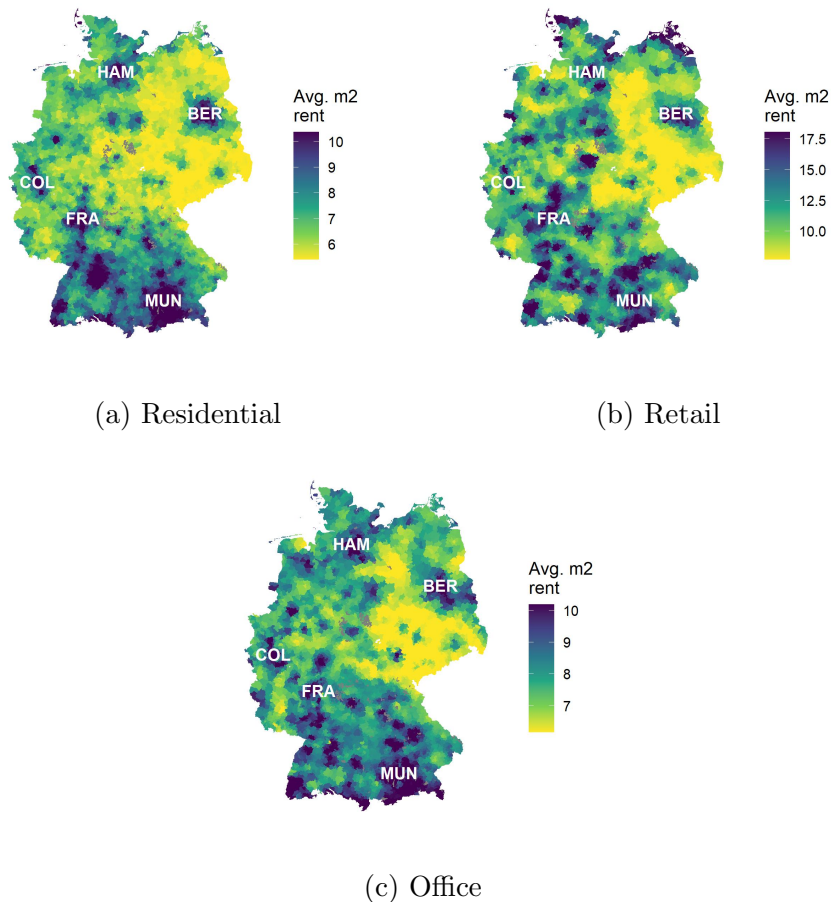 HAM
BER
COL
FRA
MUN
Avg. m2
rent
10
9
8
7
6
(a) Residential
HAM
BER
COL
FRA
MUN
Avg. m2
rent
17.5
15.0
12.5
10.0
(b) Retail
HAM
BER
COL
FRA
MUN
Avg. m2
rent
10
9
8
7
(c) Office